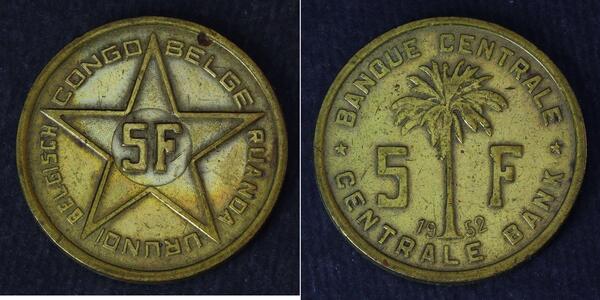 CONGO BELGE
RUANDA
URUNDI
BELGISCH
5F
BANQUE CENTRALE
5 F
1952
★ CENTRALE BANK ★